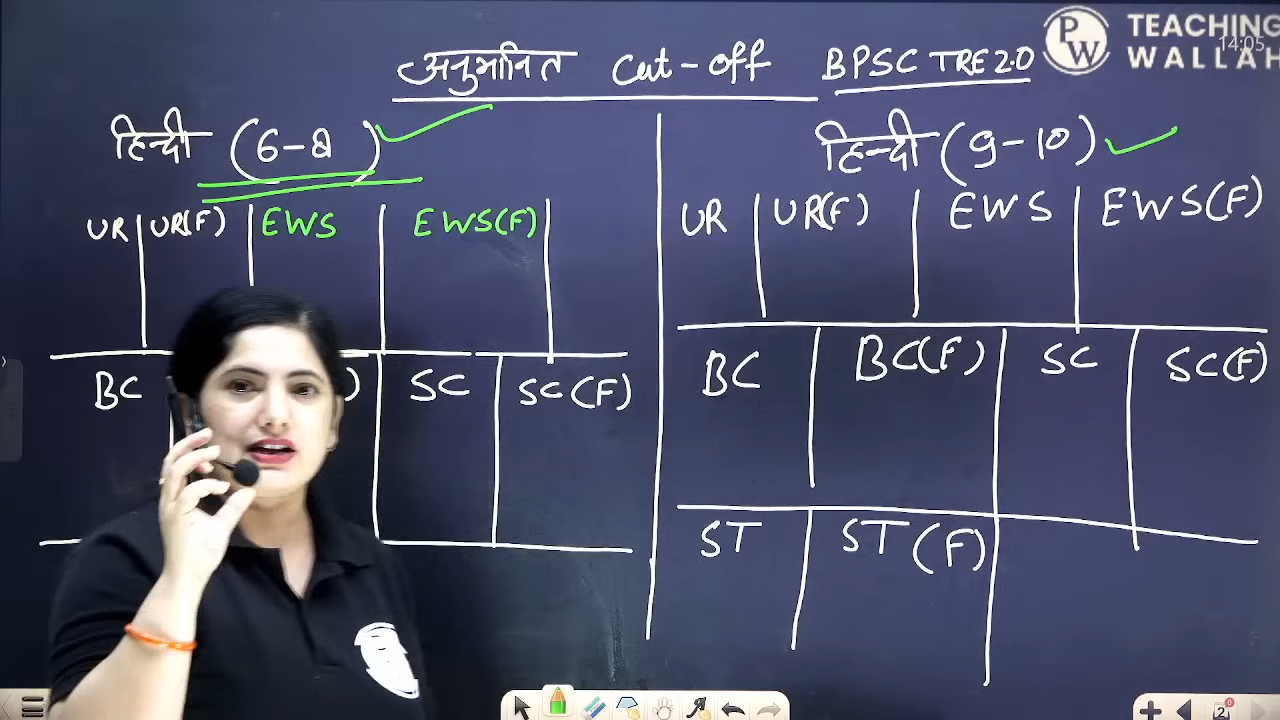 अनुमानित Cut-off BPSC TRE 2.0
PW TEACHING WALLAH
14:05
हिन्दी (6-8)
UR UR(F) EWS EWS(F)
BC ) SC SC(F)
हिन्दी (9-10)
UR UR(F) EWS EWS(F)
BC BC(F) SC SC(F)
ST ST(F)
2